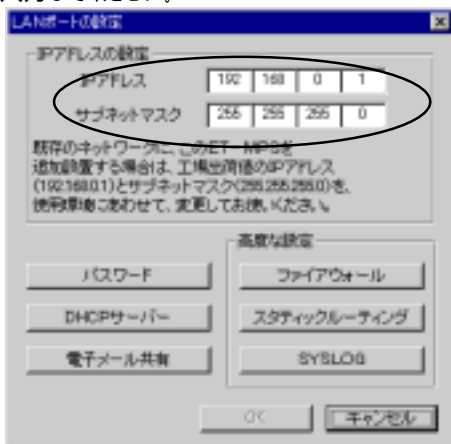 LANポートの設定
IPアドレスの設定
IPアドレス 192 168 0 1
サブネットマスク 255 255 255 0
既存のネットワークに、このET-MPSを
追加設置する場合は、工場出荷値のIPアドレス
(192.168.0.1)とサブネットマスク(255.255.255.0)を、
使用環境にあわせて、変更してお使いください。
高度な設定
パスワード ファイアウォール
DHCPサーバー スタティックルーティング
電子メール共有 SYSLOG
OK キャンセル